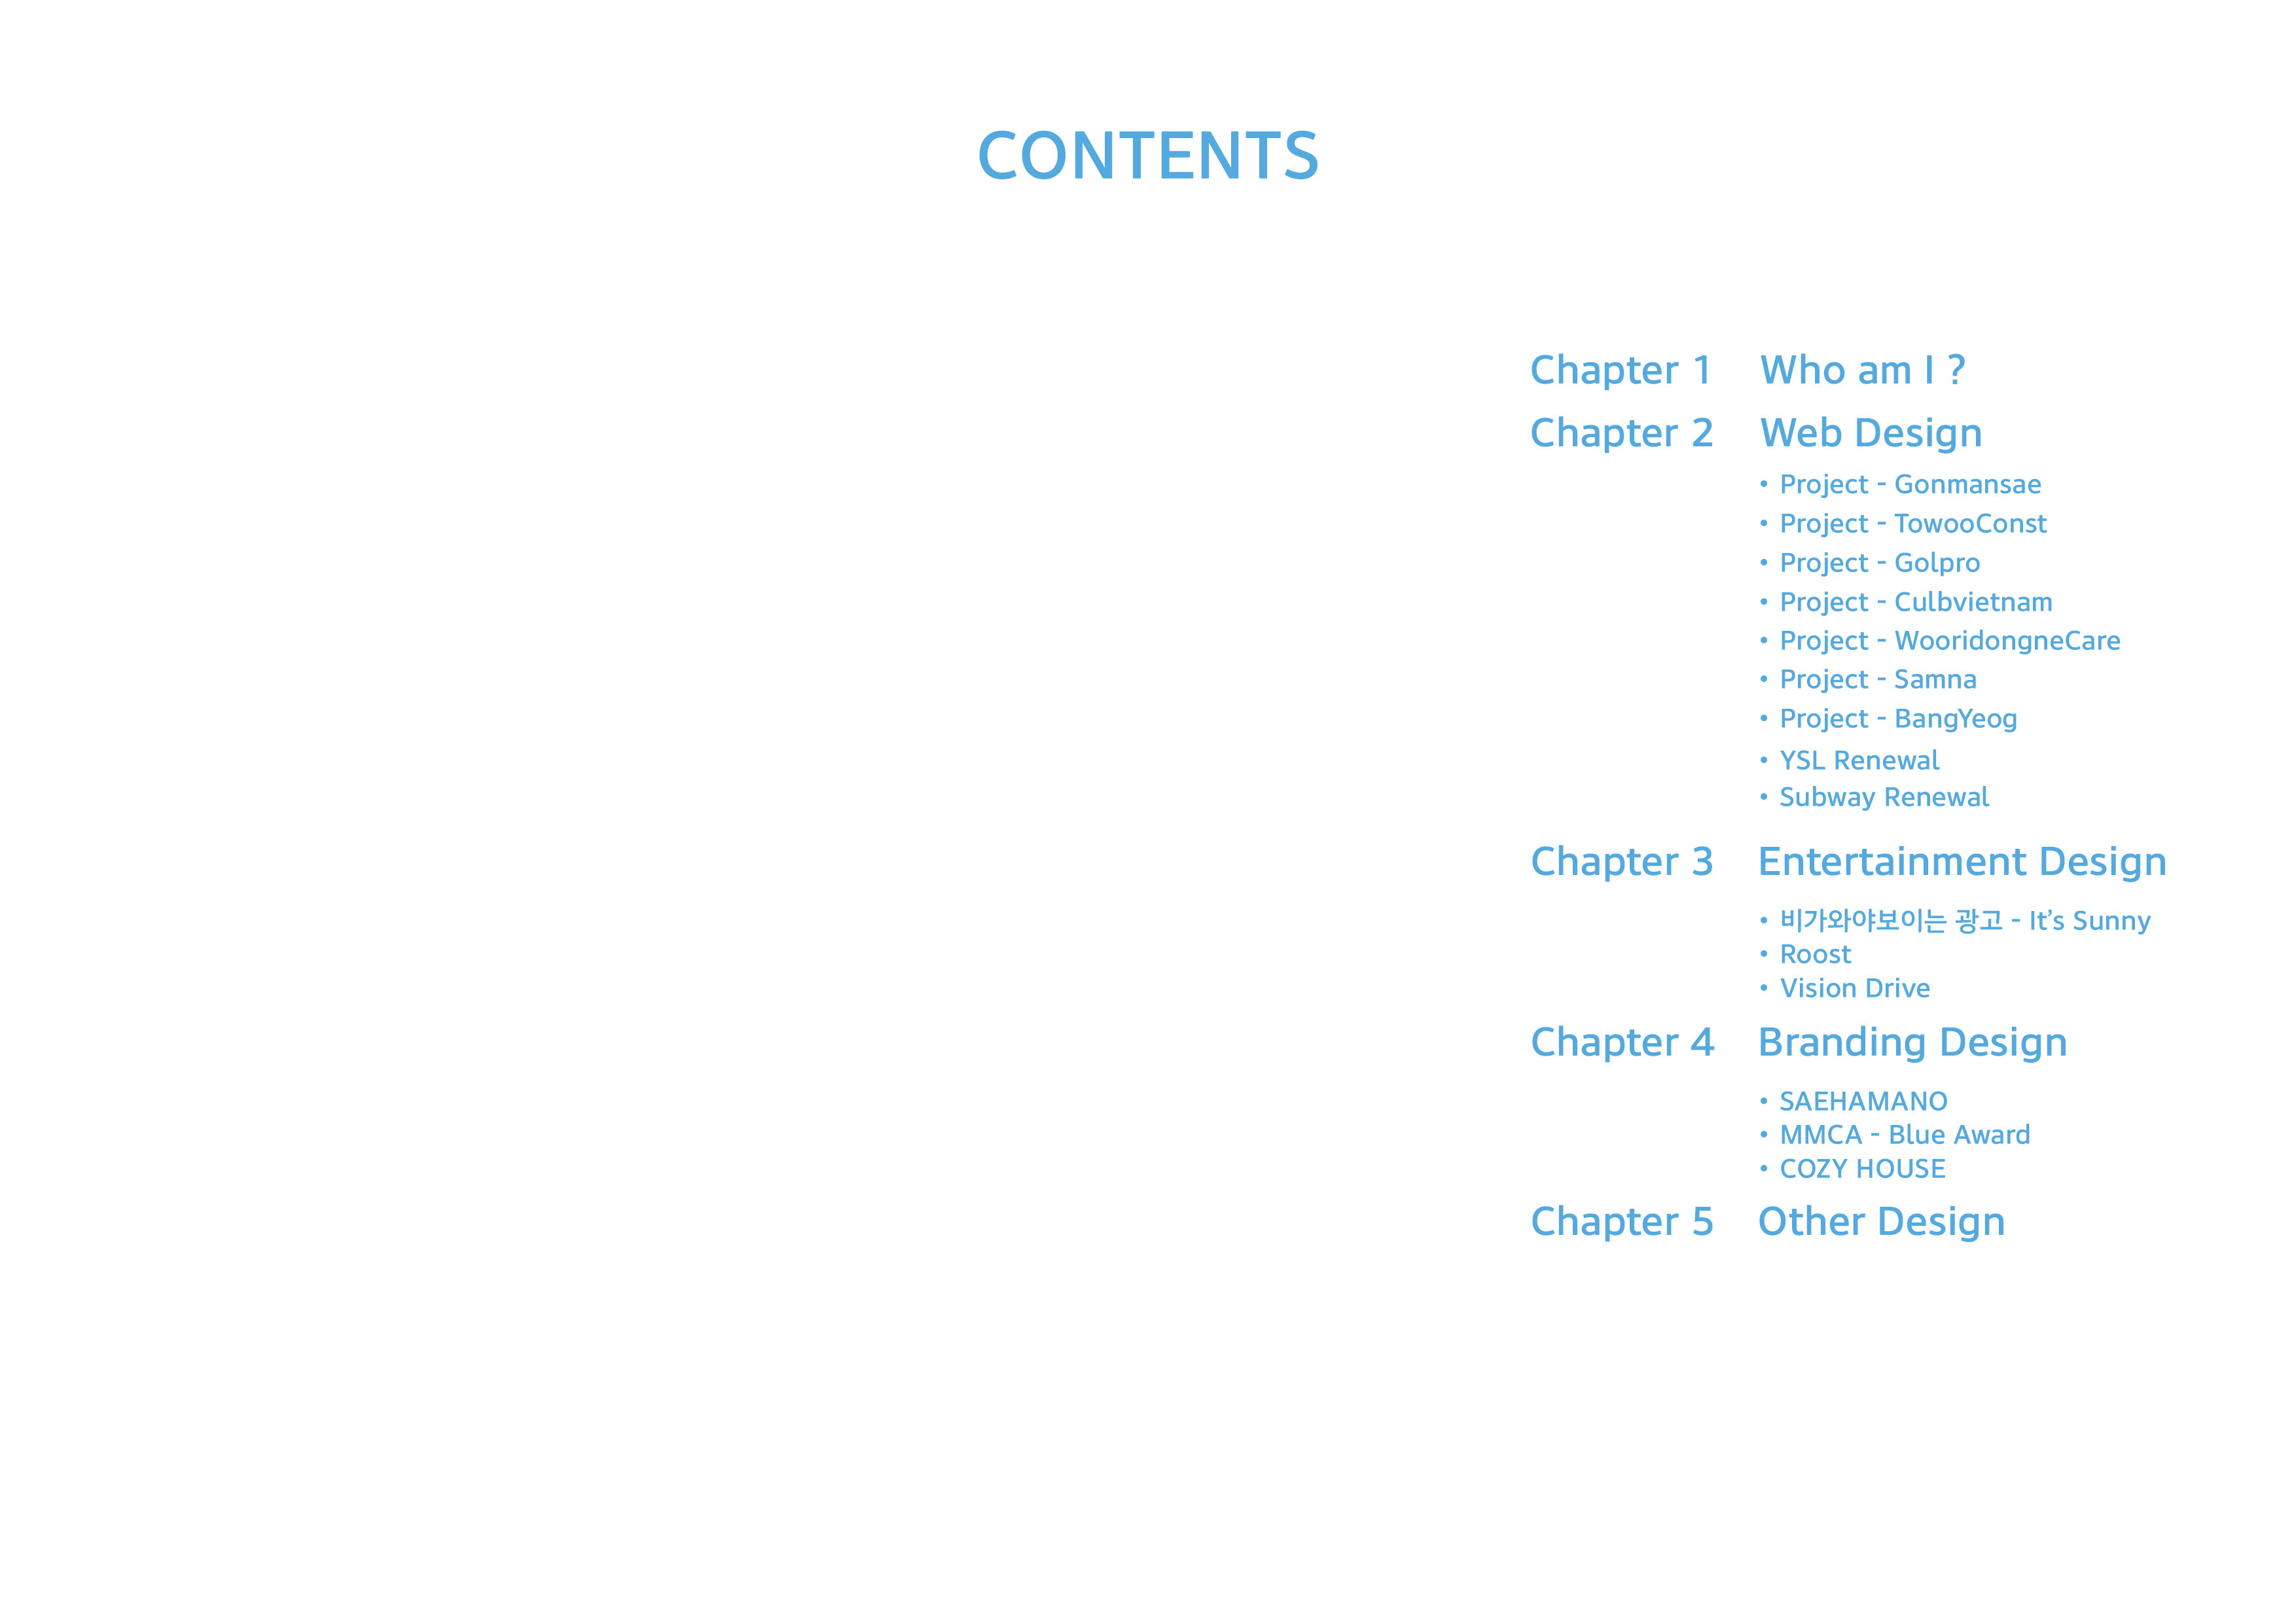 CONTENTS
Chapter 1 Who am I ?
Chapter 2 Web Design
• Project - Gonmansae
• Project - TowooConst
• Project - Golpro
• Project - Culbvietnam
• Project - WooridongneCare
• Project - Samna
• Project - BangYeog
• YSL Renewal
• Subway Renewal
Chapter 3 Entertainment Design
• 비가와야보이는 광고 - It’s Sunny
• Roost
• Vision Drive
Chapter 4 Branding Design
• SAEHAMANO
• MMCA - Blue Award
• COZY HOUSE
Chapter 5 Other Design